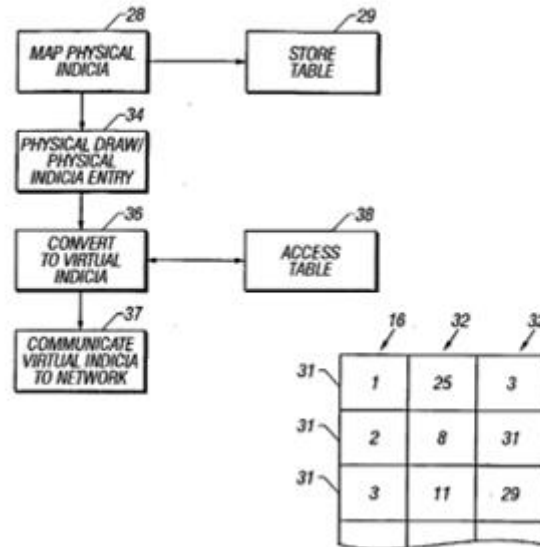 28
29
MAP PHYSICAL
INDICIA
STORE
TABLE
34
PHYSICAL DRAW/
PHYSICAL
INDICIA ENTRY
36
38
CONVERT
TO VIRTUAL
INDICIA
ACCESS
TABLE
37
COMMUNICATE
VIRTUAL INDICIA
TO NETWORK
16 32
31 1 25 3
31 2 8 31
31 3 11 29